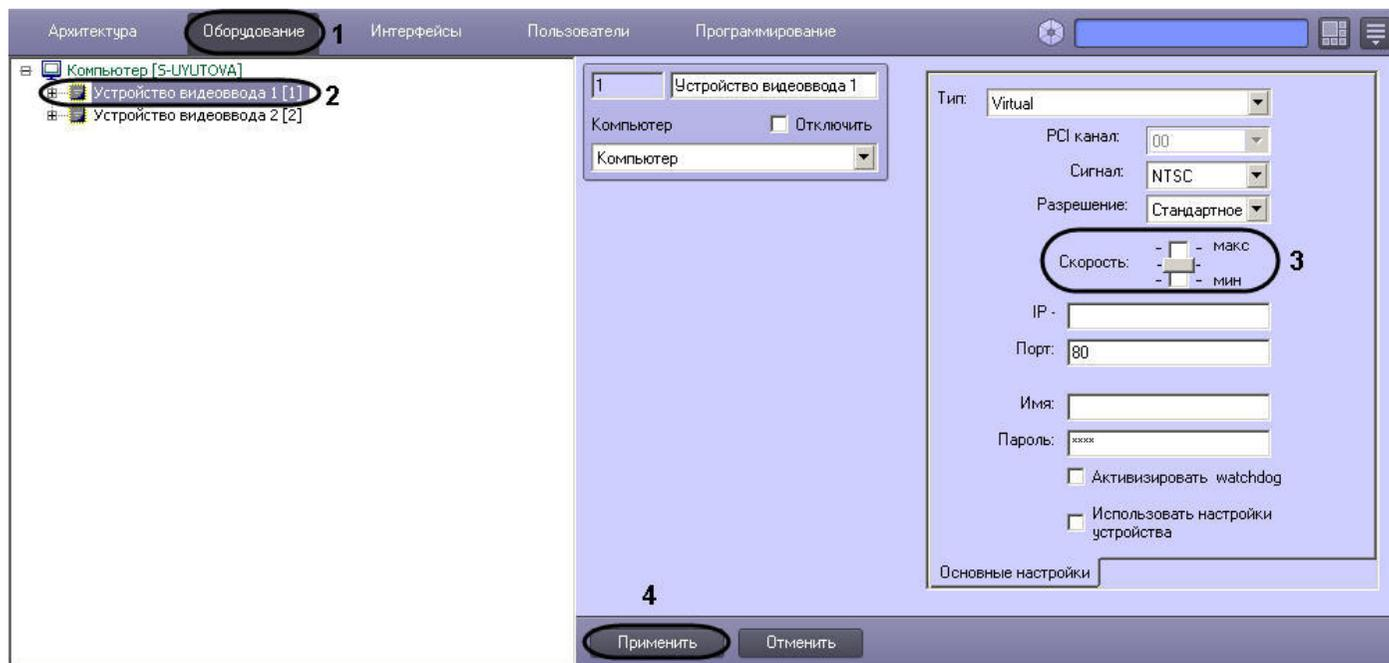 Архитектура Оборудование 1 Интерфейсы Пользователи Программирование
Компьютер [S-UYUTOVA]
Устройство видеоввода 1 [1] 2
Устройство видеоввода 2 [2]
1 Устройство видеоввода 1
Компьютер Отключить
Компьютер
Тип: Virtual
PCI канал: 00
Сигнал: NTSC
Разрешение: Стандартное
Скорость: - - макс 3
- -
- - мин
IP -
Порт: 80
Имя:
Пароль: ××××
Активизировать watchdog
Использовать настройки
устройства
Основные настройки
4
Применить Отменить